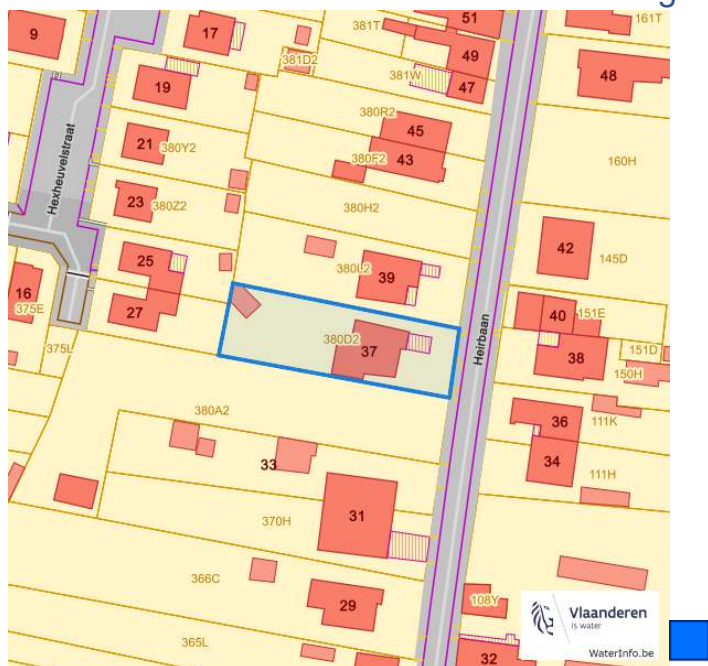 9
17
381D2
381T
51
49
47
381W
161T
48
19
21
380Y2
380R2
45
43
380F2
160H
Hexheuvelstraat
23
380Z2
380H2
42
145D
25
380L2
39
16
375E
27
40
151E
375L
380D2
37
Heirbaan
38
151D
150H
380A2
36
111K
33
34
111H
31
370H
366C
29
108Y
365L
32
Vlaanderen
is water
WaterInfo.be